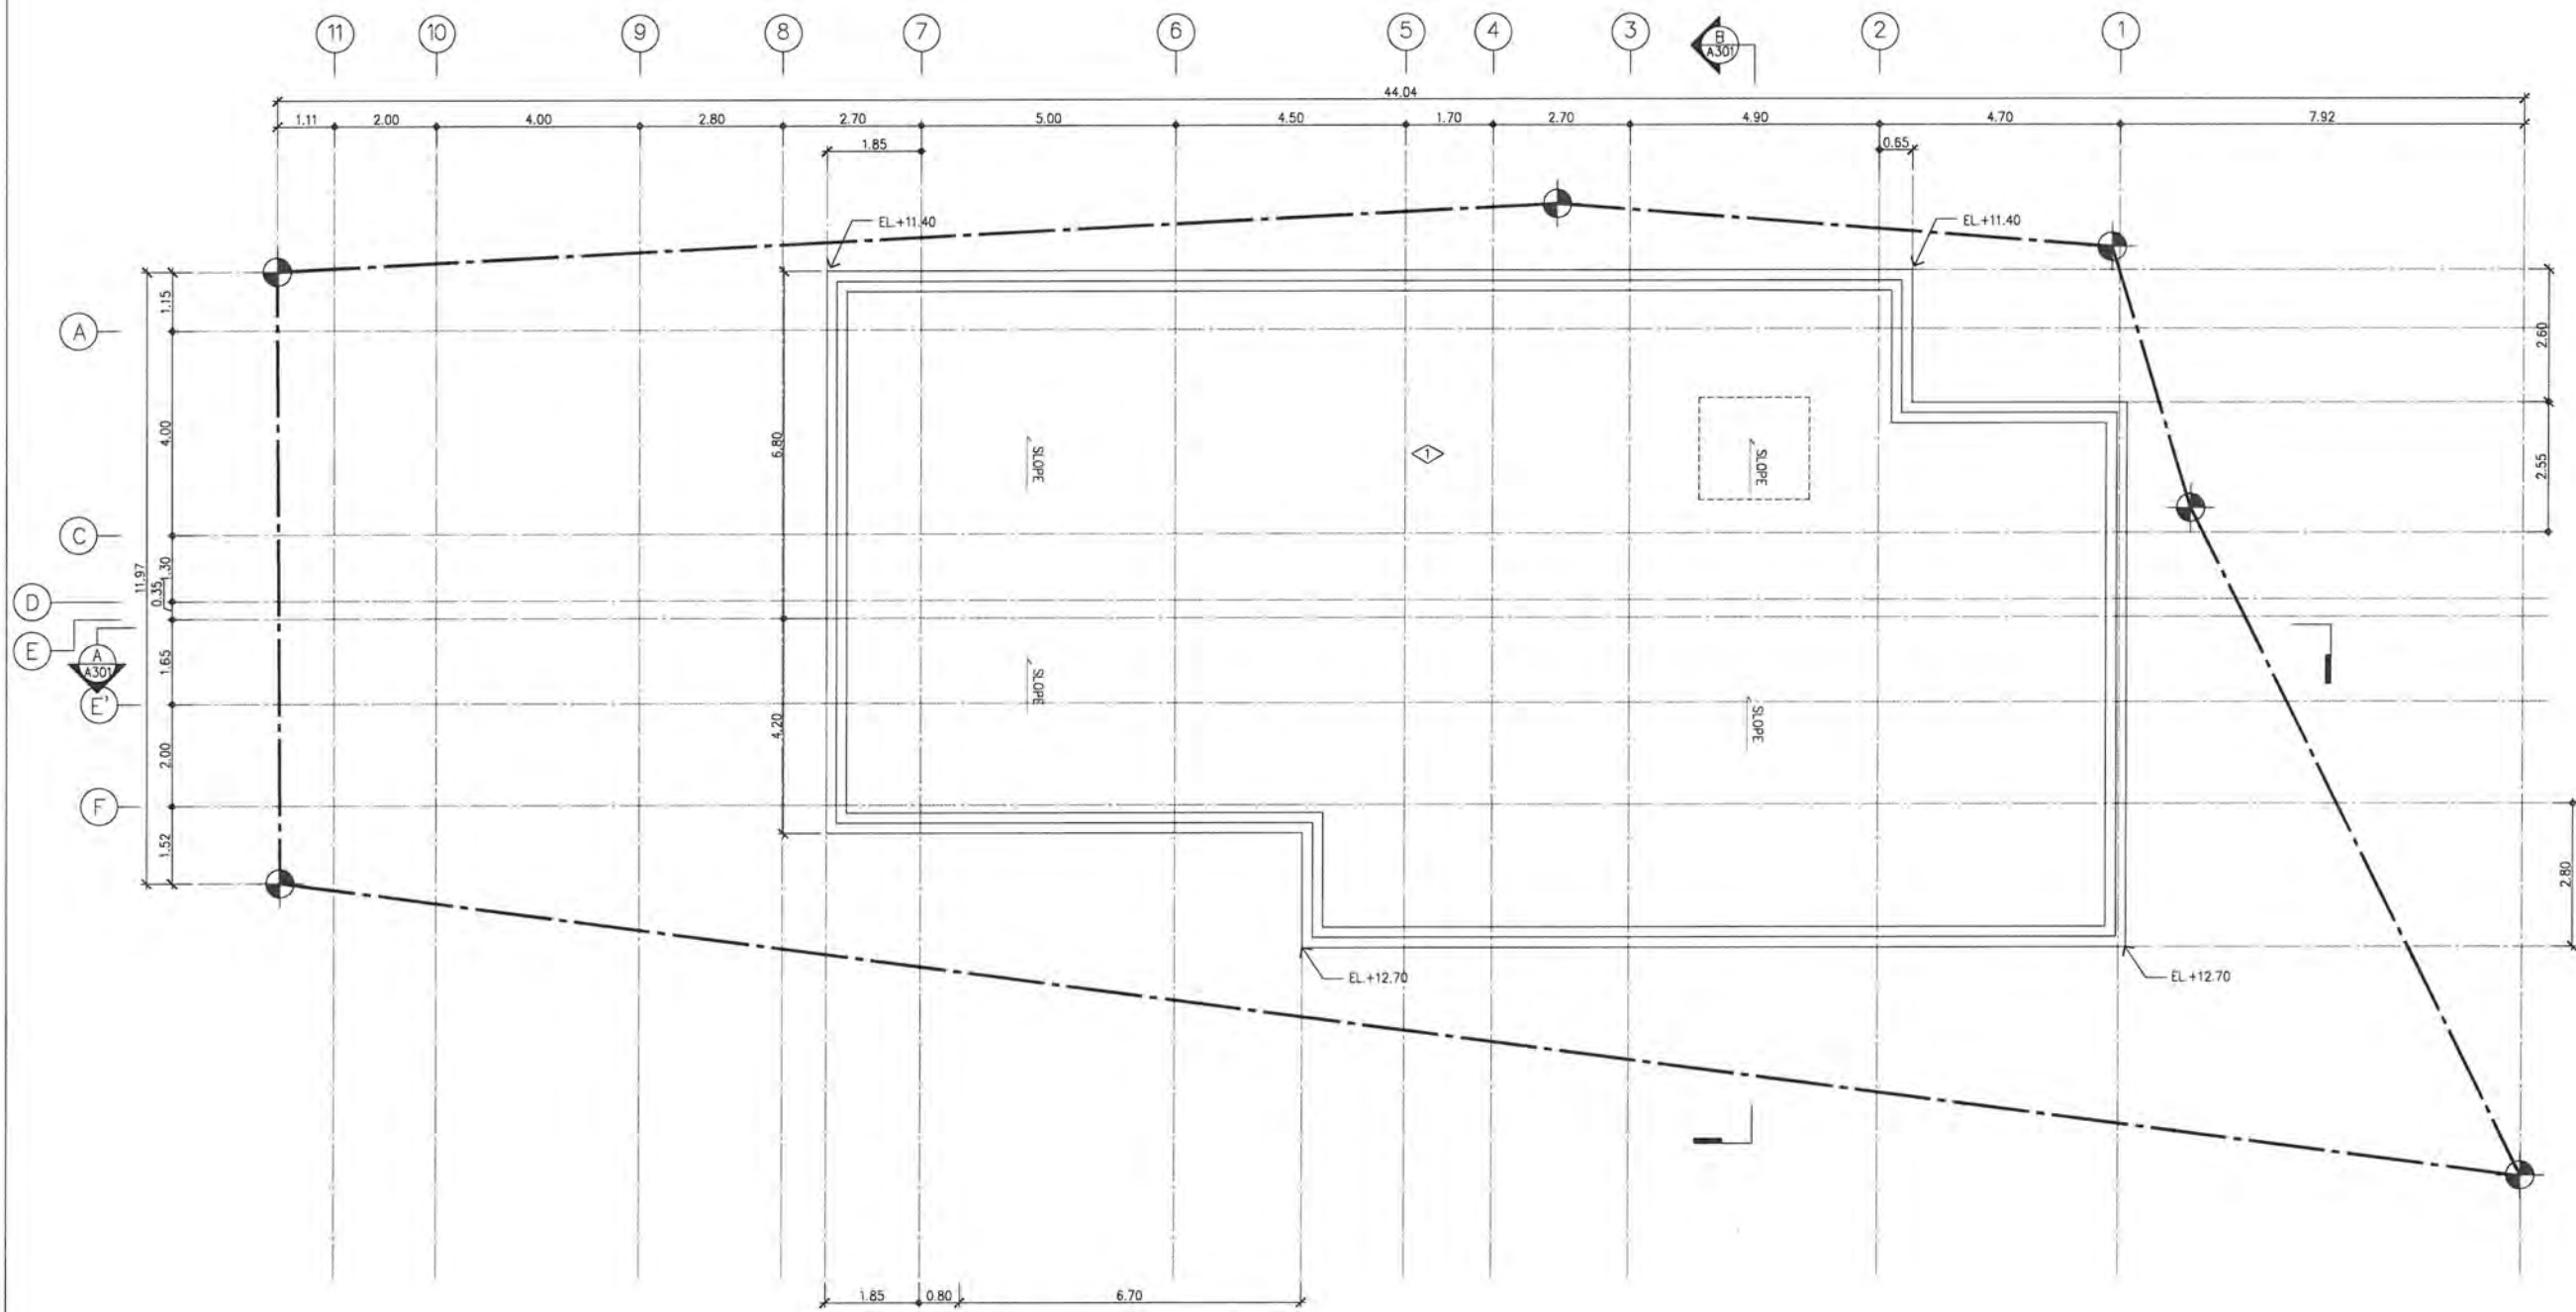 11 10 9 8 7 6 5 4 3 B A301 2 1
44.04
1.11 2.00 4.00 2.80 2.70 5.00 4.50 1.70 2.70 4.90 4.70 7.92
1.85 0.65
EL.+11.40 EL.+11.40
1.15
A
2.60
4.00
6.80
SLOPE
1
SLOPE
2.55
C
11.97
1.30
0.35
D
E
A
A301
1.65
E'
SLOPE
SLOPE
4.20
2.00
F
1.52
2.80
EL.+12.70 EL.+12.70
1.85 0.80 6.70